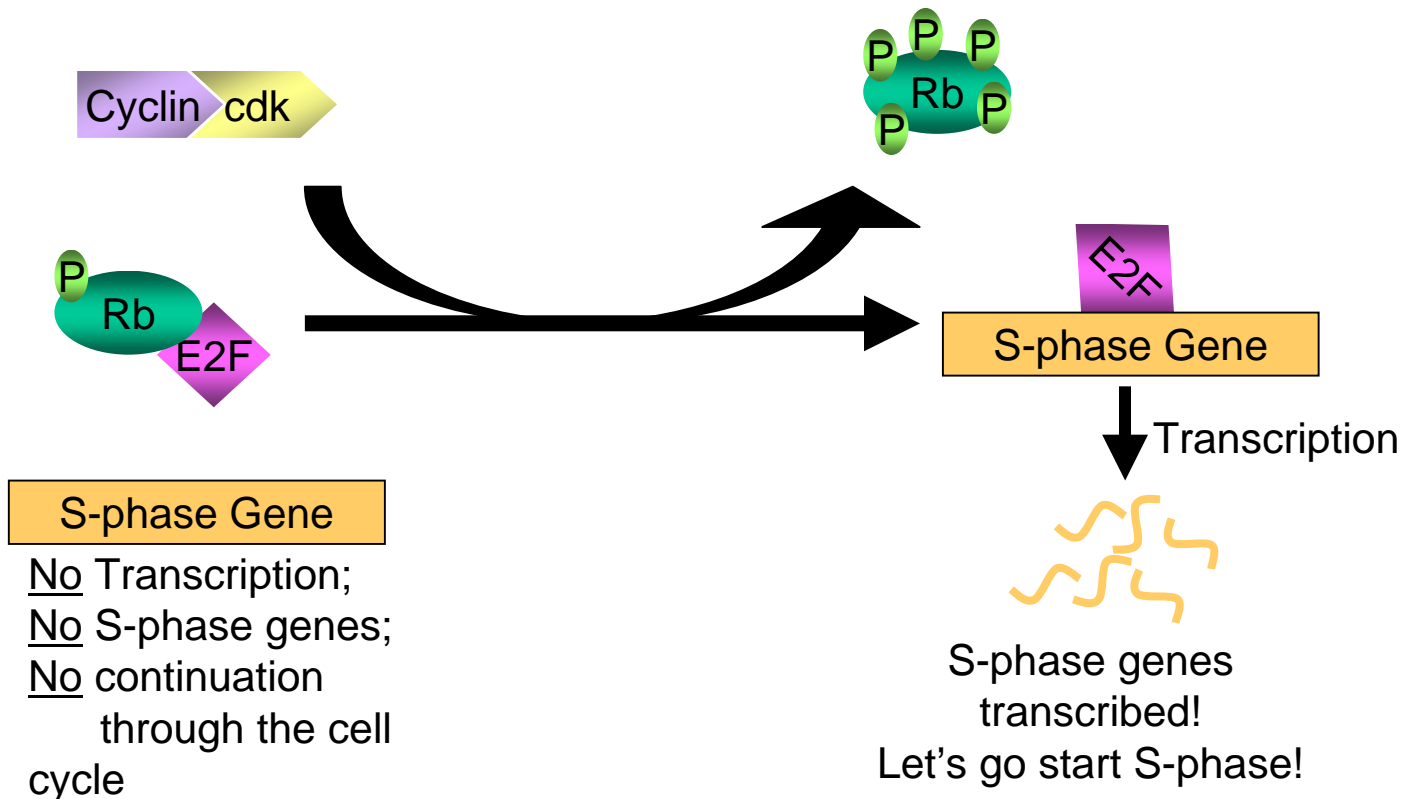 Cyclin cdk
P
P
P
P
P
Rb
P
Rb
E2F
E2F
S-phase Gene
Transcription
S-phase Gene
No Transcription;
No S-phase genes;
No continuation
through the cell
cycle
S-phase genes
transcribed!
Let's go start S-phase!